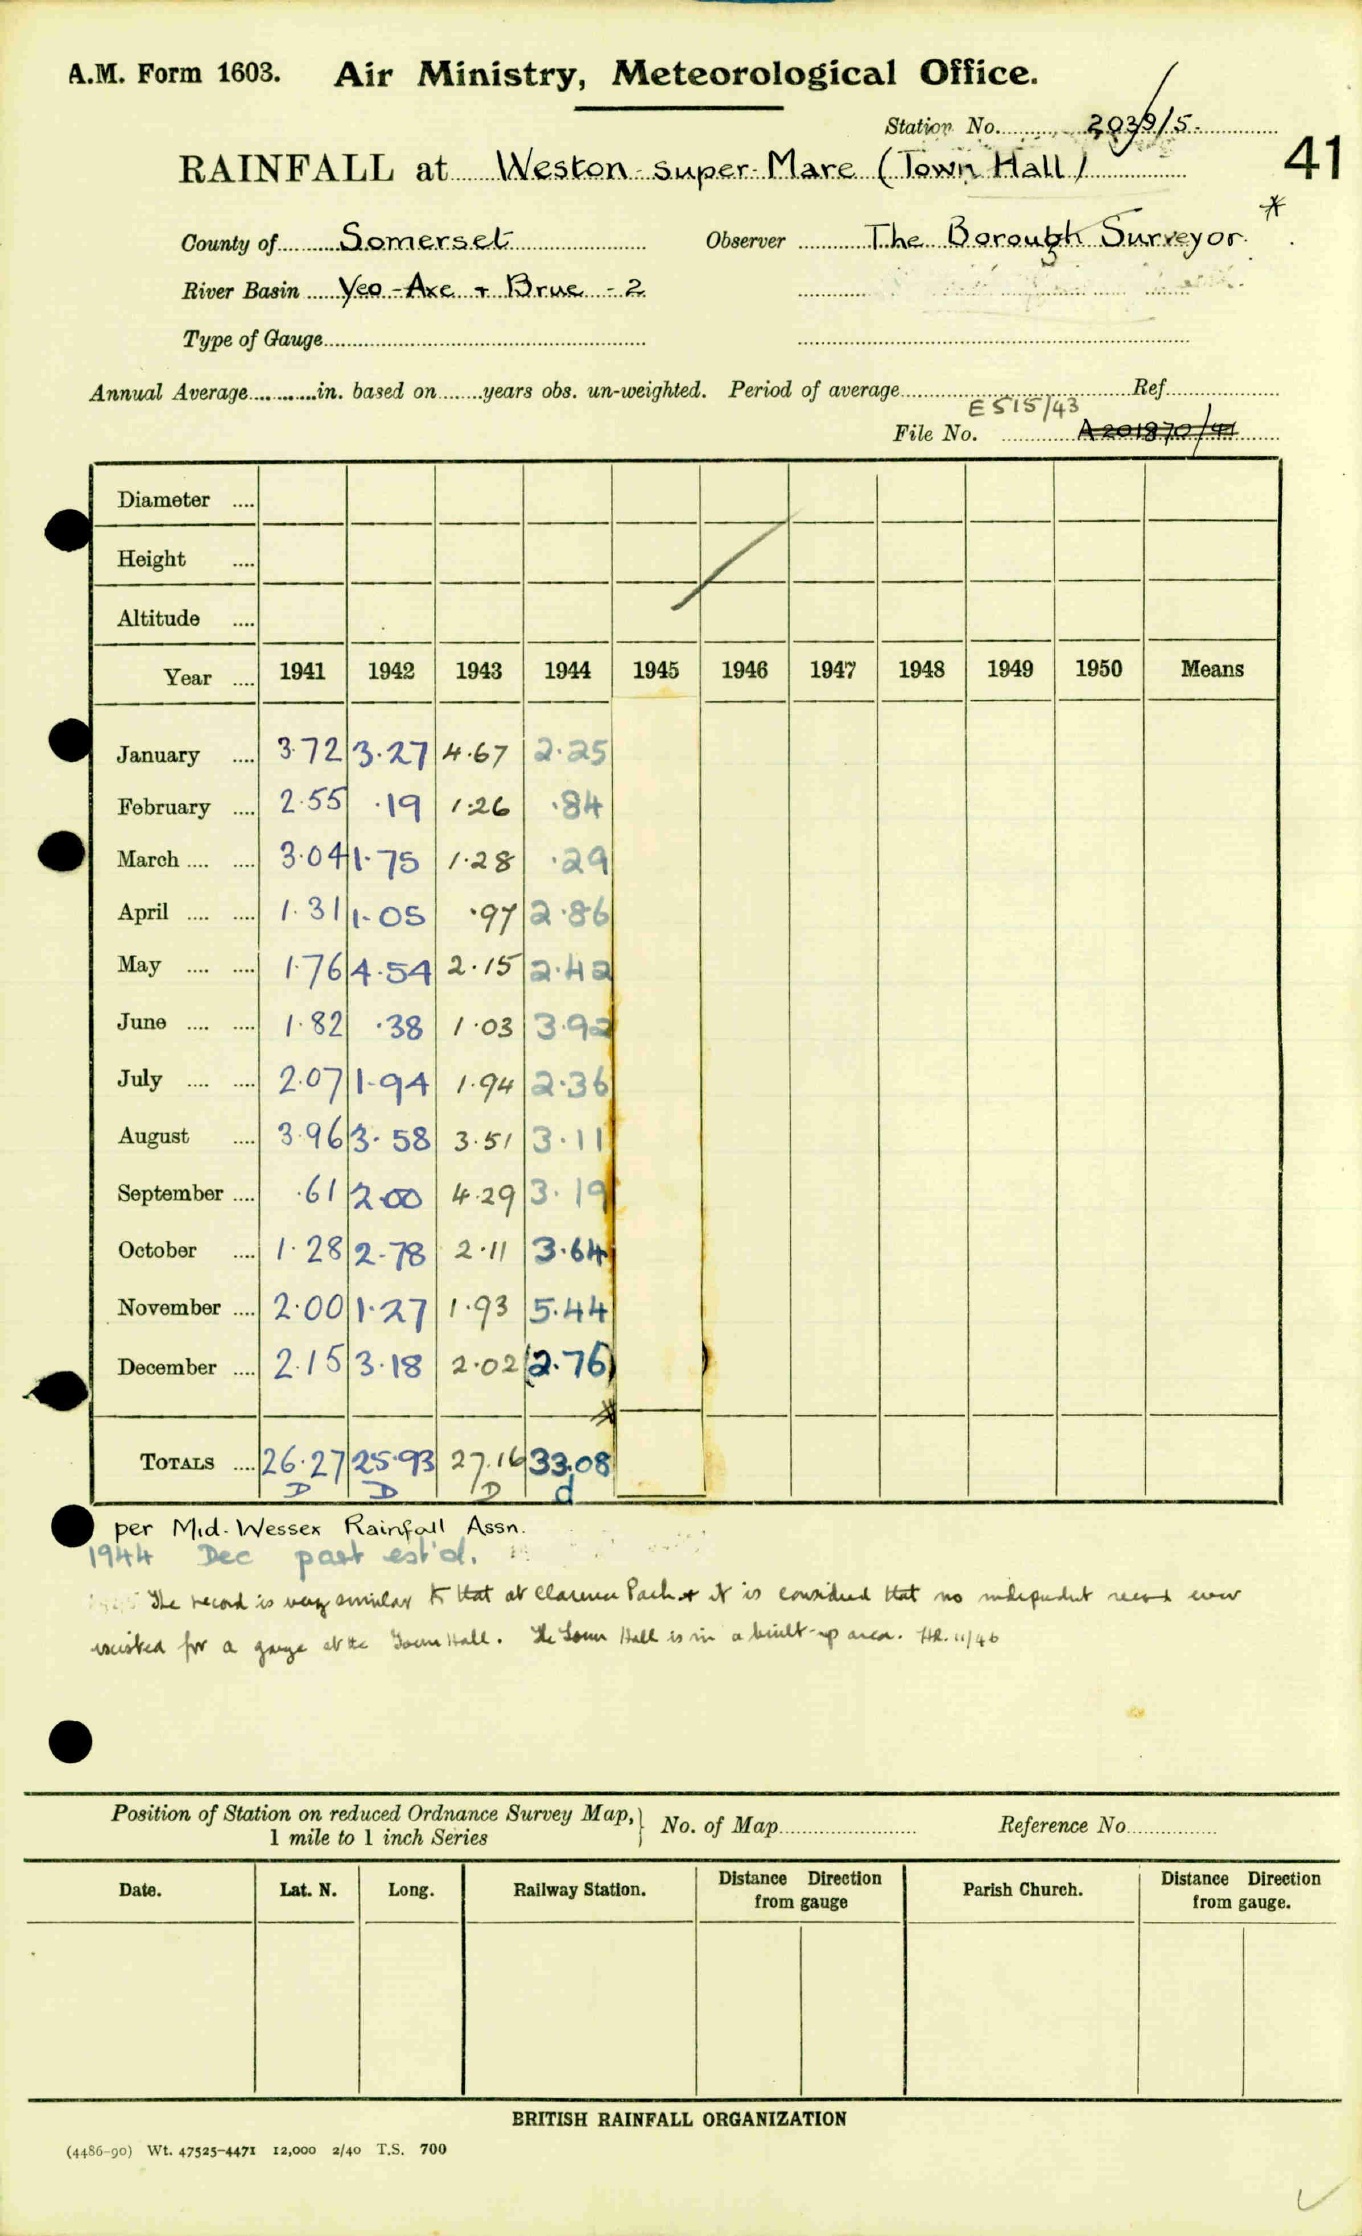 A.M. Form 1603. Air Ministry, Meteorological Office.
Station No. 2039/5.
RAINFALL at Weston-super-Mare (Town Hall) 41
County of Somerset Observer The Borough Surveyor. *
River Basin Yeo-Axe + Brue - 2
Type of Gauge
Annual Average in. based on years obs. un-weighted. Period of average Ref.
E515/43
File No. A201870/41
Diameter
Height
Altitude
Year 1941 1942 1943 1944 1945 1946 1947 1948 1949 1950 Means
January 3.72 3.27 4.67 2.25
February 2.55 .19 1.26 .84
March 3.04 1.75 1.28 .29
April 1.31 1.05 .97 2.86
May 1.76 4.54 2.15 2.42
June 1.82 .38 1.03 3.92
July 2.07 1.94 1.94 2.36
August 3.96 3.58 3.51 3.11
September .61 2.00 4.29 3.19
October 1.28 2.78 2.11 3.64
November 2.00 1.27 1.93 5.44
December 2.15 3.18 2.02 (2.76)
*
TOTALS 26.27 25.93 27.16 33.08
D D D d
per Mid-Wessex Rainfall Assn.
1944 Dec part est'd.
The record is very similar to that at Clarence Park & it is considered that no independent record ever
existed for a gauge at the Town Hall. The Town Hall is in a built-up area. 11/46
Position of Station on reduced Ordnance Survey Map, } No. of Map Reference No.
1 mile to 1 inch Series
Date. Lat. N. Long. Railway Station. Distance Direction from gauge Parish Church. Distance Direction from gauge.
BRITISH RAINFALL ORGANIZATION
(4486-90) Wt. 47525-4471 12,000 2/40 T.S. 700